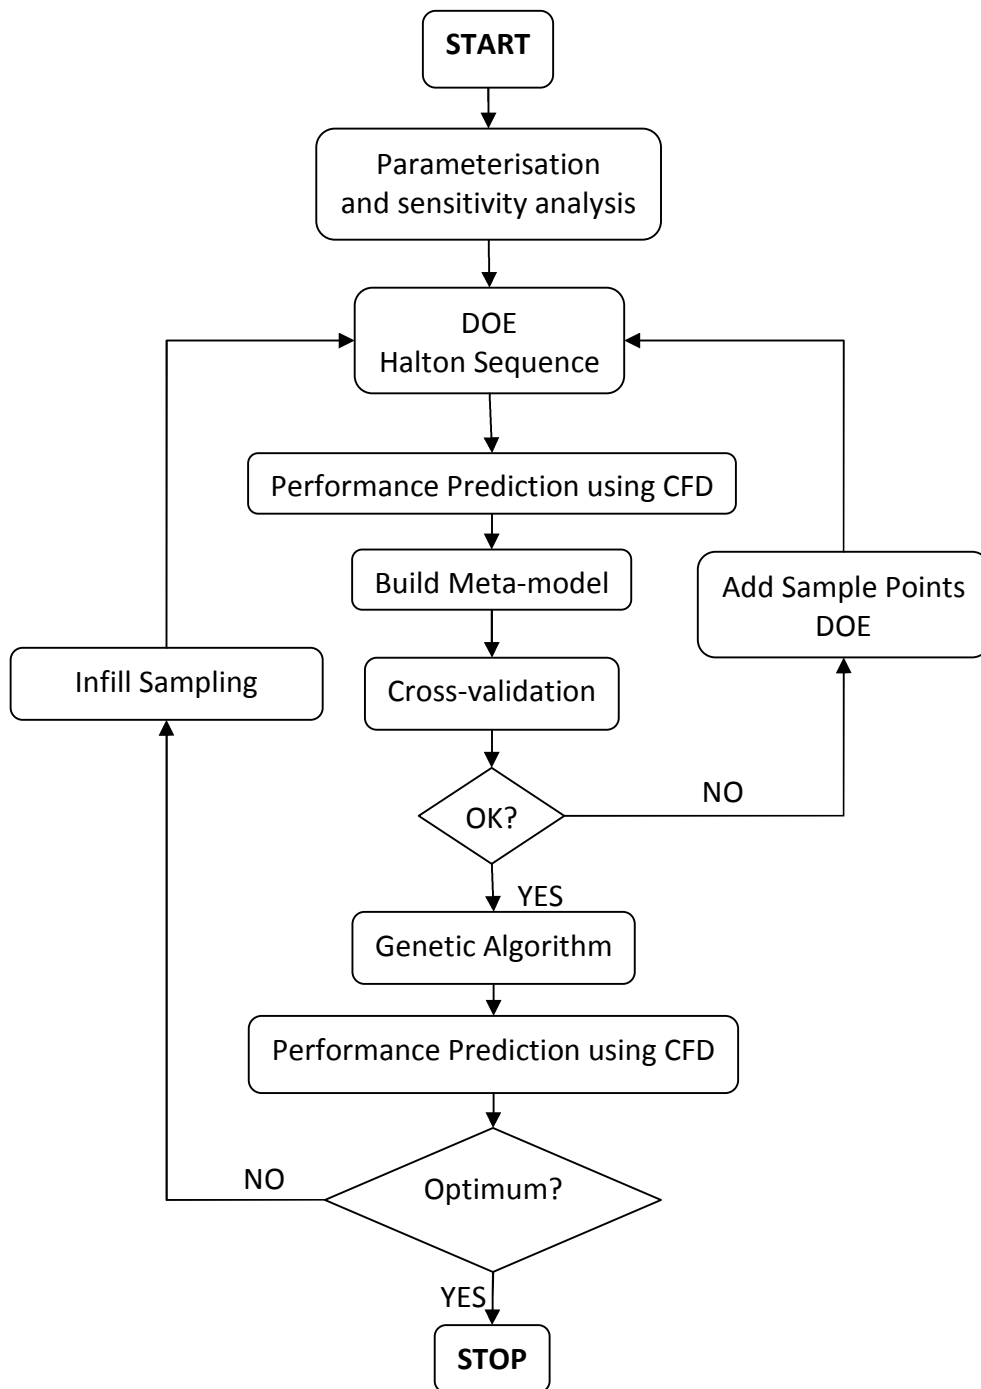 START
Parameterisation
and sensitivity analysis
DOE
Halton Sequence
Performance Prediction using CFD
Build Meta-model
Add Sample Points
DOE
Infill Sampling
Cross-validation
OK?
NO
YES
Genetic Algorithm
Performance Prediction using CFD
NO
Optimum?
YES
STOP